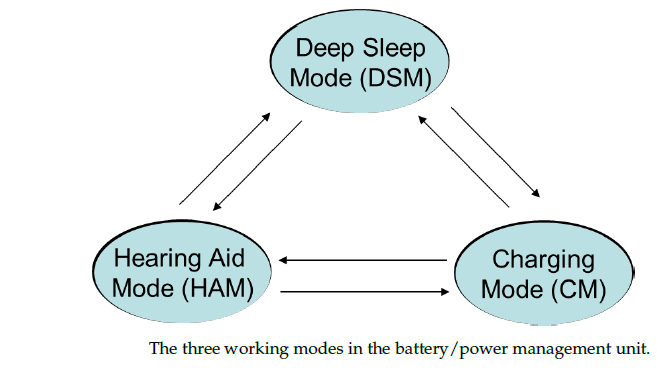 Deep Sleep
Mode (DSM)
Hearing Aid
Mode (HAM)
Charging
Mode (CM)
The three working modes in the battery/power management unit.